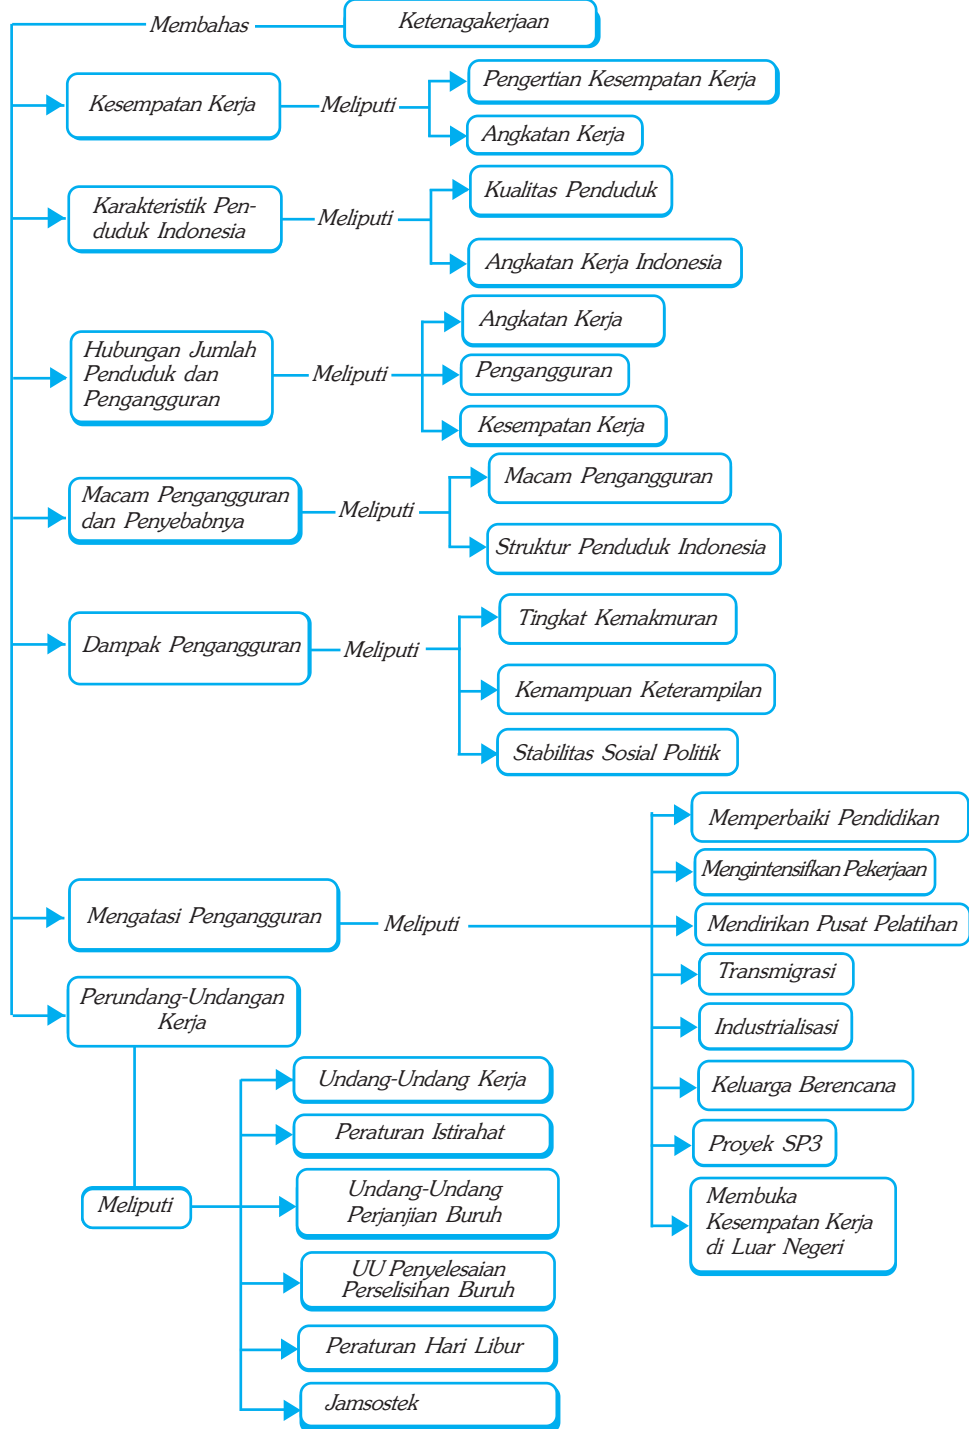 Membahas
Ketenagakerjaan
Kesempatan Kerja
Meliputi
Pengertian Kesempatan Kerja
Angkatan Kerja
Karakteristik Pen-
duduk Indonesia
Meliputi
Kualitas Penduduk
Angkatan Kerja Indonesia
Hubungan Jumlah
Penduduk dan
Pengangguran
Meliputi
Angkatan Kerja
Pengangguran
Kesempatan Kerja
Macam Pengangguran
dan Penyebabnya
Meliputi
Macam Pengangguran
Struktur Penduduk Indonesia
Dampak Pengangguran
Meliputi
Tingkat Kemakmuran
Kemampuan Keterampilan
Stabilitas Sosial Politik
Mengatasi Pengangguran
Meliputi
Memperbaiki Pendidikan
Mengintensifkan Pekerjaan
Mendirikan Pusat Pelatihan
Transmigrasi
Industrialisasi
Keluarga Berencana
Proyek SP3
Membuka
Kesempatan Kerja
di Luar Negeri
Perundang-Undangan
Kerja
Meliputi
Undang-Undang Kerja
Peraturan Istirahat
Undang-Undang
Perjanjian Buruh
UU Penyelesaian
Perselisihan Buruh
Peraturan Hari Libur
Jamsostek